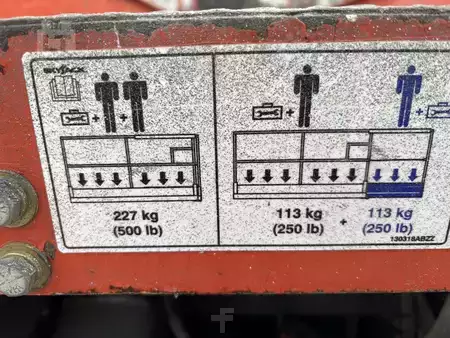 SKYJACK
+ +
227 kg
(500 lb)
+
+
113 kg
(250 lb)
+
113 kg
(250 lb)
130318ABZZ